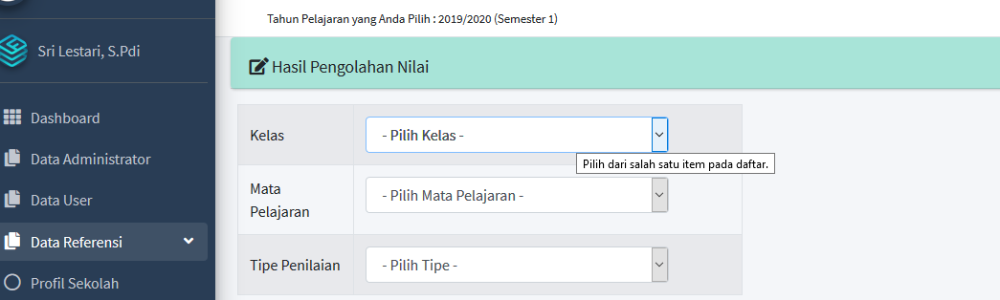 Tahun Pelajaran yang Anda Pilih : 2019/2020 (Semester 1)
Sri Lestari, S.Pdi
Hasil Pengolahan Nilai
Dashboard
Data Administrator
Data User
Data Referensi
Profil Sekolah
Kelas
- Pilih Kelas -
Pilih dari salah satu item pada daftar.
Mata
Pelajaran
- Pilih Mata Pelajaran -
Tipe Penilaian
- Pilih Tipe -